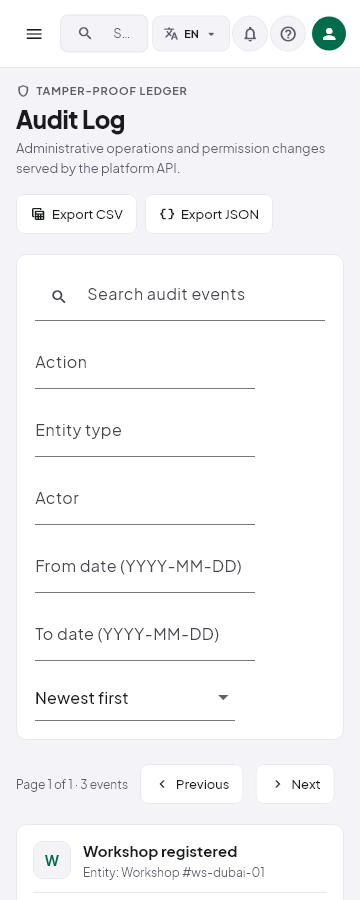 S...
EN
TAMPER-PROOF LEDGER
Audit Log
Administrative operations and permission changes
served by the platform API.
Export CSV
Export JSON
Search audit events
Action
Entity type
Actor
From date (YYYY-MM-DD)
To date (YYYY-MM-DD)
Newest first
Page 1 of 1 · 3 events
Previous
Next
W
Workshop registered
Entity: Workshop #ws-dubai-01